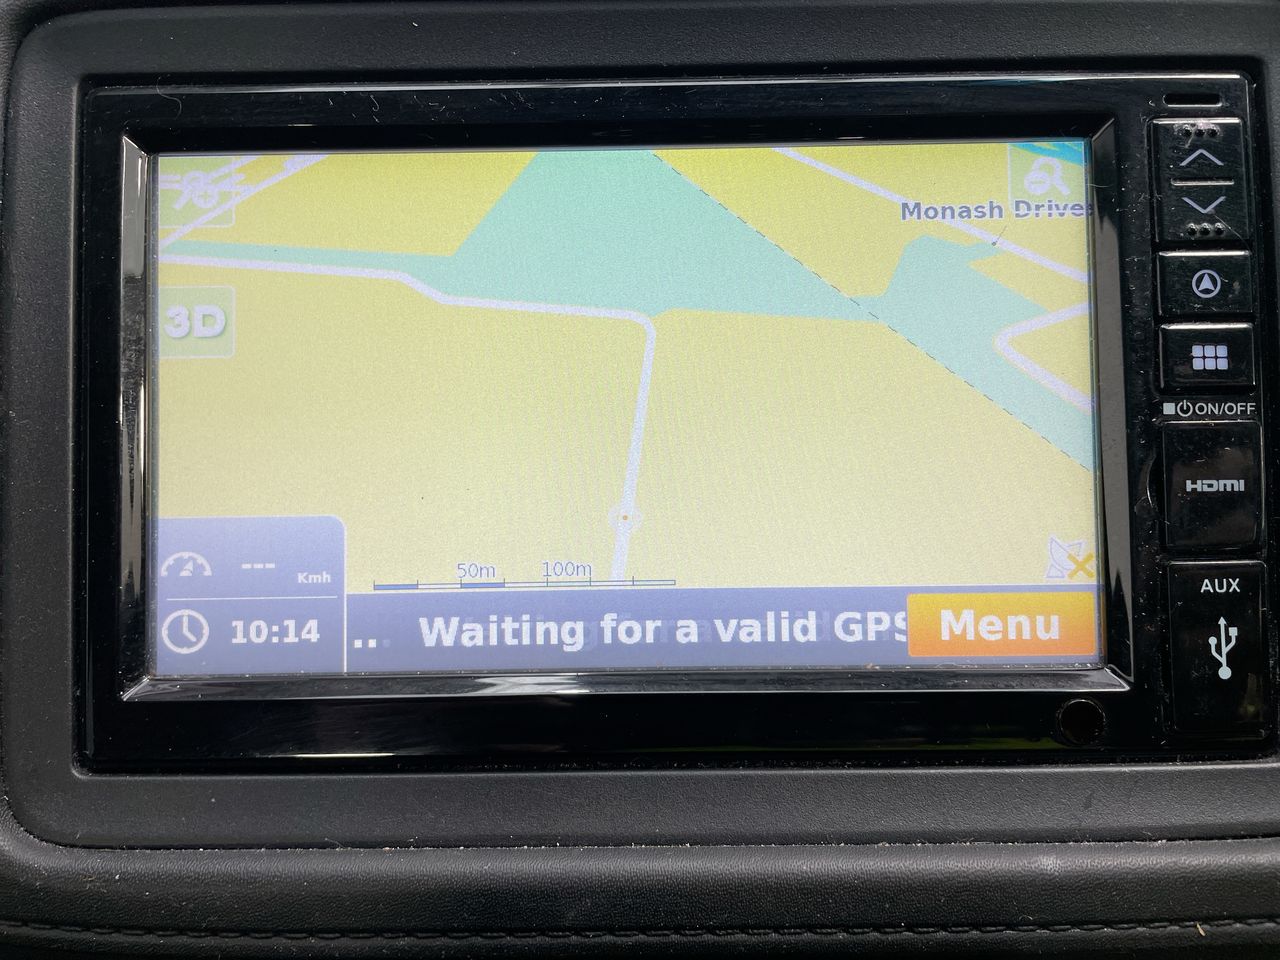 Monash Drive
3D
50m 100m
--- Kmh
10:14
.. Waiting for a valid GPS
Menu
ON/OFF
HDMI
AUX